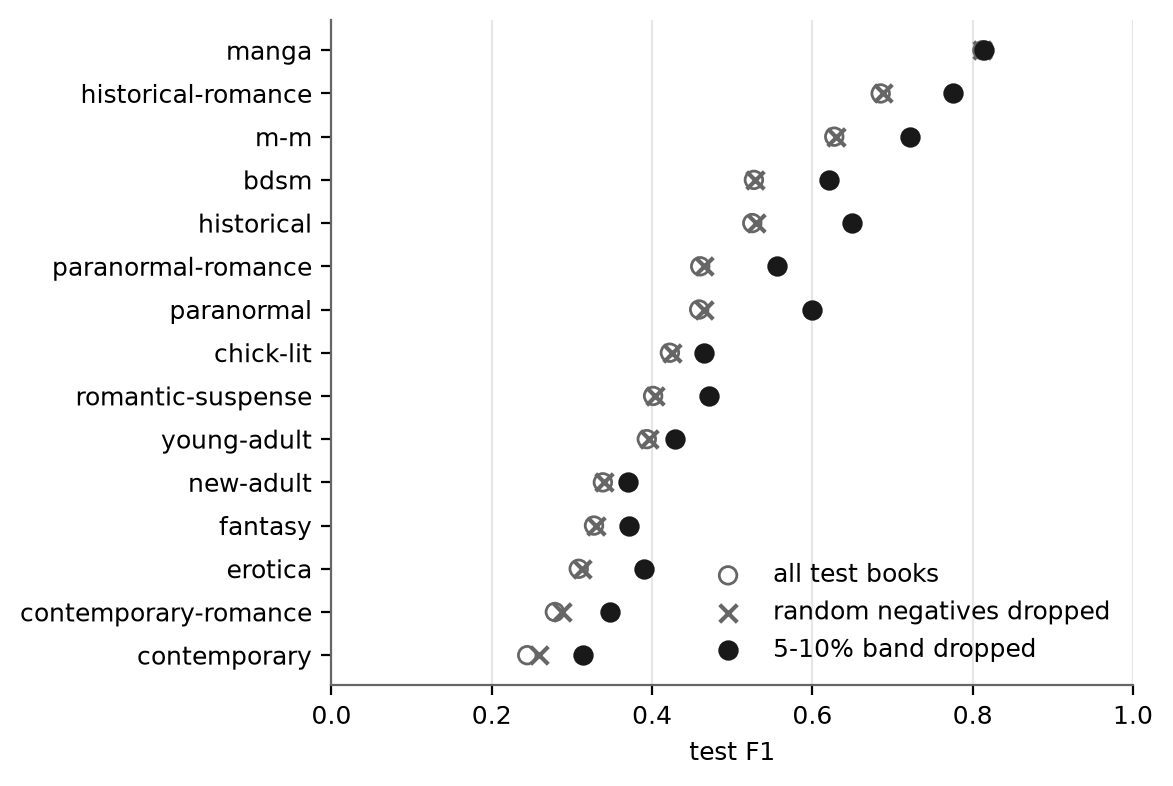 manga
historical-romance
m-m
bdsm
historical
paranormal-romance
paranormal
chick-lit
romantic-suspense
young-adult
new-adult
fantasy
erotica
contemporary-romance
contemporary
all test books
random negatives dropped
5-10% band dropped
0.0 0.2 0.4 0.6 0.8 1.0
test F1